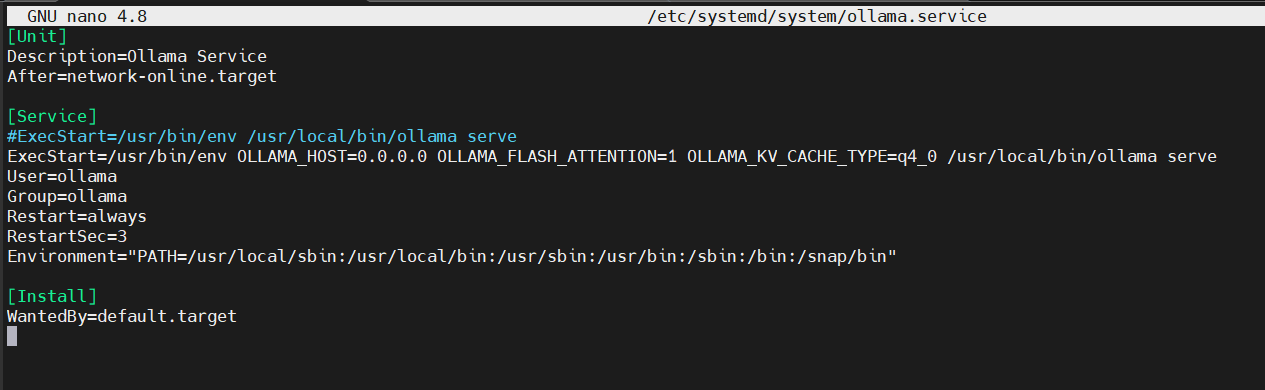 GNU nano 4.8 /etc/systemd/system/ollama.service
[Unit]
Description=Ollama Service
After=network-online.target
[Service]
#ExecStart=/usr/bin/env /usr/local/bin/ollama serve
ExecStart=/usr/bin/env OLLAMA_HOST=0.0.0.0 OLLAMA_FLASH_ATTENTION=1 OLLAMA_KV_CACHE_TYPE=q4_0 /usr/local/bin/ollama serve
User=ollama
Group=ollama
Restart=always
RestartSec=3
Environment="PATH=/usr/local/sbin:/usr/local/bin:/usr/sbin:/usr/bin:/sbin:/bin:/snap/bin"
[Install]
WantedBy=default.target